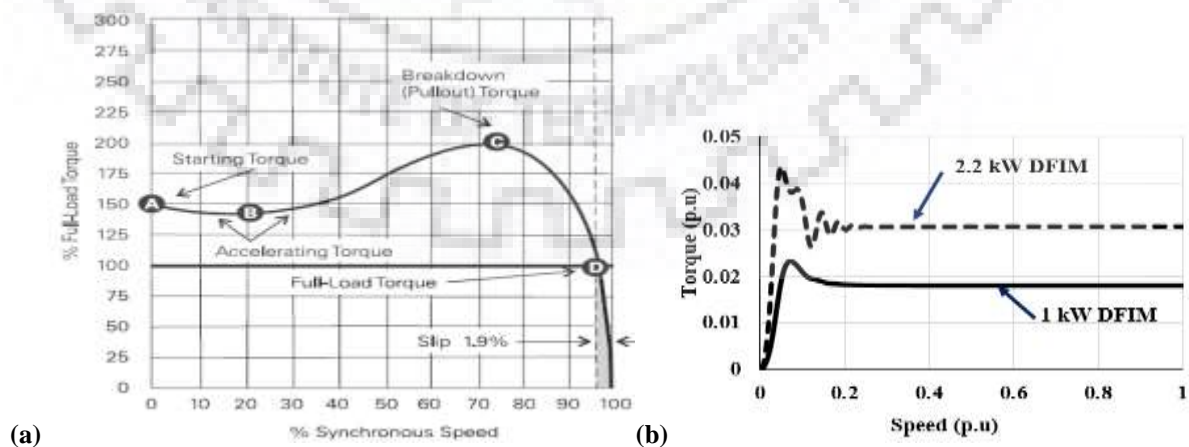 300
275
250
225
200
175
150
125
100
75
50
25
0
% Full-Load Torque
Breakdown
(Pullout) Torque
C
Starting Torque
A
B
Accelerating Torque
Full-Load Torque
D
Slip 1.9%
0 10 20 30 40 50 60 70 80 90 100
% Synchronous Speed
(a)
0.05
0.04
0.03
0.02
0.01
0
Torque (p.u)
2.2 kW DFIM
1 kW DFIM
0 0.2 0.4 0.6 0.8 1
Speed (p.u)
(b)